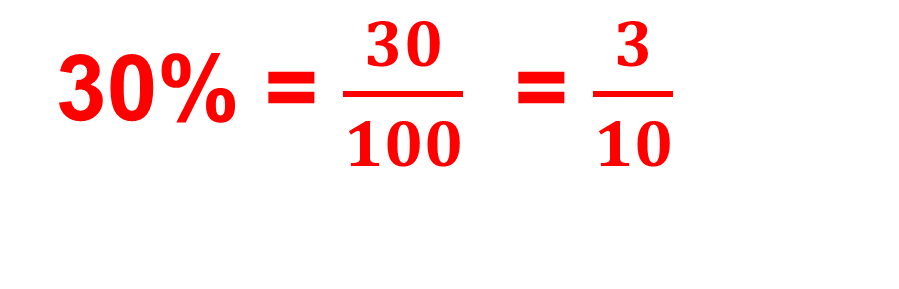 30% = 30/100 = 3/10